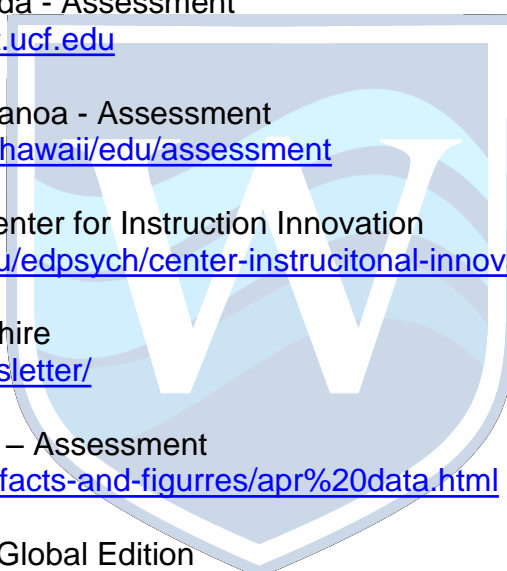 da - Assessment
.ucf.edu
anoa - Assessment
hawaii/edu/assessment
enter for Instruction Innovation
u/edpsych/center-instrucitonal-innova
hire
sletter/
– Assessment
facts-and-figurres/apr%20data.html
Global Edition
W